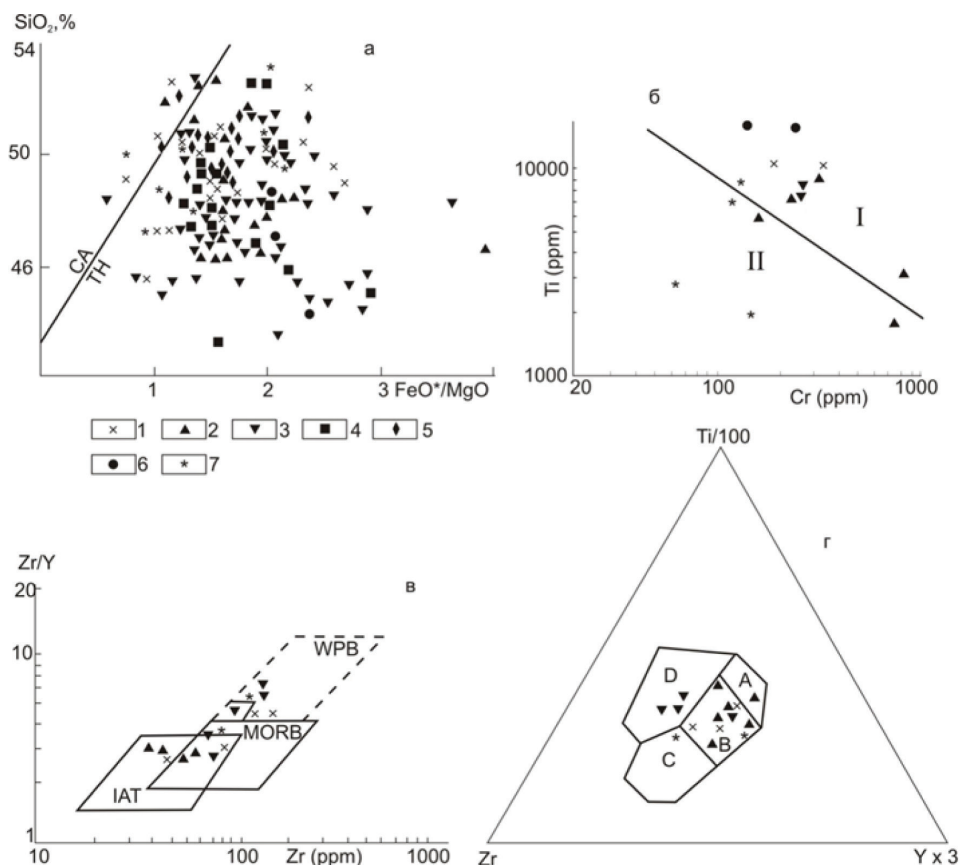 SiO₂,%
54
a
50
46
CA
TH
1
2
3 FeO*/MgO
б
10000
I
II
Ti (ppm)
1000
20
100
1000
Cr (ppm)
1
2
3
4
5
6
7
Zr/Y
в
20
10
WPB
MORB
IAT
1
10
100
1000
Zr (ppm)
Ti/100
г
D
A
B
C
Zr
Y x 3